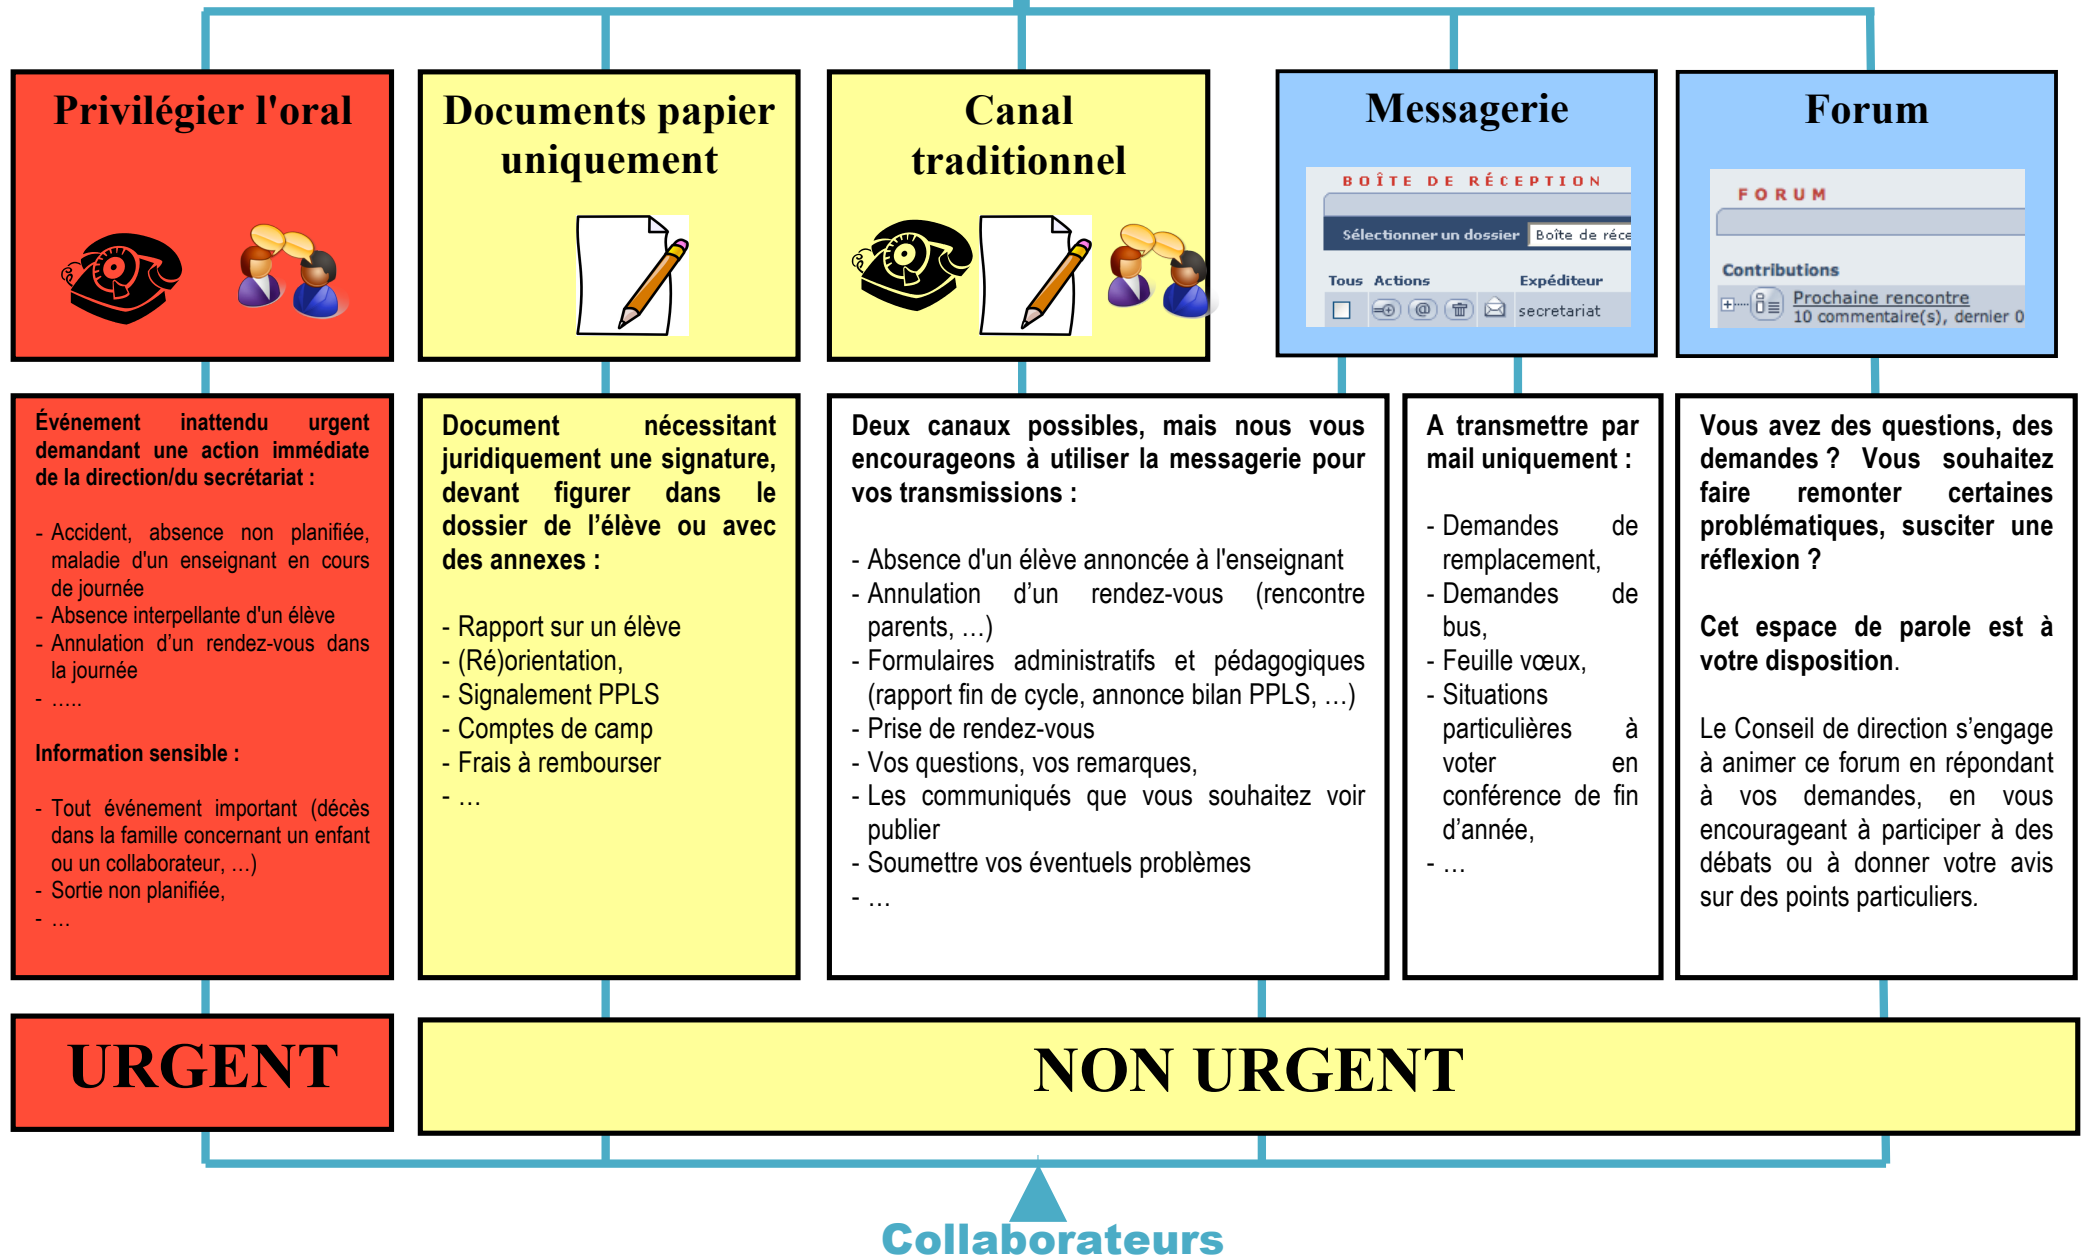 Privilégier l'oral
Documents papier
uniquement
Canal
traditionnel
Messagerie
BOÎTE DE RÉCEPTION
Sélectionner un dossier Boîte de réce
Tous Actions Expéditeur
secretariat
Forum
FORUM
Contributions
Prochaine rencontre
10 commentaire(s), dernier 0
Événement inattendu urgent
demandant une action immédiate
de la direction/du secrétariat :
- Accident, absence non planifiée,
maladie d'un enseignant en cours
de journée
- Absence interpellante d'un élève
- Annulation d’un rendez-vous dans
la journée
- …..
Information sensible :
- Tout événement important (décès
dans la famille concernant un enfant
ou un collaborateur, …)
- Sortie non planifiée,
- …
Document nécessitant
juridiquement une signature,
devant figurer dans le
dossier de l’élève ou avec
des annexes :
- Rapport sur un élève
- (Ré)orientation,
- Signalement PPLS
- Comptes de camp
- Frais à rembourser
- …
Deux canaux possibles, mais nous vous
encourageons à utiliser la messagerie pour
vos transmissions :
- Absence d'un élève annoncée à l'enseignant
- Annulation d’un rendez-vous (rencontre
parents, …)
- Formulaires administratifs et pédagogiques
(rapport fin de cycle, annonce bilan PPLS, …)
- Prise de rendez-vous
- Vos questions, vos remarques,
- Les communiqués que vous souhaitez voir
publier
- Soumettre vos éventuels problèmes
- …
A transmettre par
mail uniquement :
- Demandes de
remplacement,
- Demandes de
bus,
- Feuille vœux,
- Situations
particulières à
voter en
conférence de fin
d’année,
- …
Vous avez des questions, des
demandes ? Vous souhaitez
faire remonter certaines
problématiques, susciter une
réflexion ?
Cet espace de parole est à
votre disposition.
Le Conseil de direction s’engage
à animer ce forum en répondant
à vos demandes, en vous
encourageant à participer à des
débats ou à donner votre avis
sur des points particuliers.
URGENT
NON URGENT
Collaborateurs